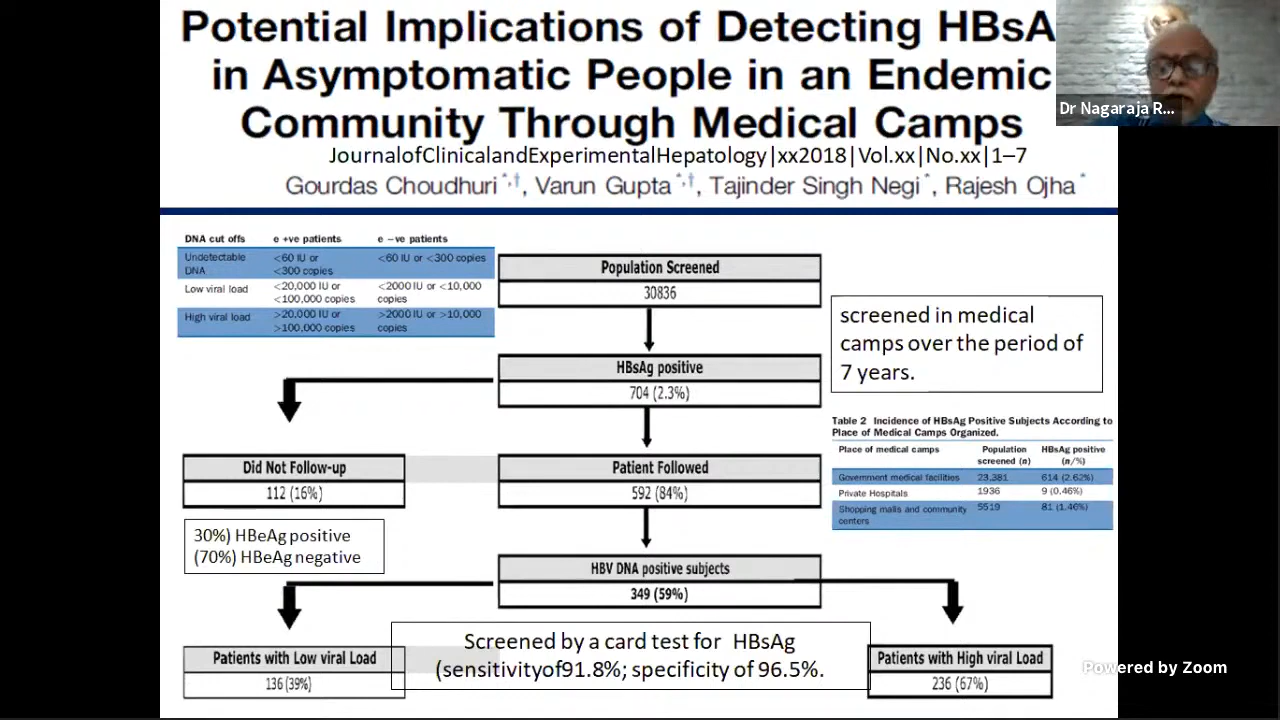 Potential Implications of Detecting HBsA
in Asymptomatic People in an Endemic
Community Through Medical Camps
JournalofClinicalandExperimentalHepatology|xx2018|Vol.xx|No.xx|1–7
Gourdas Choudhuri *,†, Varun Gupta *,†, Tajinder Singh Negi *, Rajesh Ojha *
Dr Nagaraja R...
DNA cut offs e +ve patients e −ve patients
Undetectable DNA <60 IU or <300 copies <60 IU or <300 copies
Low viral load <20,000 IU or <100,000 copies <2000 IU or <10,000 copies
High viral load >20,000 IU or >100,000 copies >2000 IU or >10,000 copies
Population Screened
30836
screened in medical
camps over the period of
7 years.
HBsAg positive
704 (2.3%)
Table 2 Incidence of HBsAg Positive Subjects According to
Place of Medical Camps Organized.
Place of medical camps Population screened (n) HBsAg positive (n/%)
Government medical facilities 23,381 614 (2.62%)
Private Hospitals 1936 9 (0.46%)
Shopping malls and community centers 5519 81 (1.46%)
Did Not Follow-up
112 (16%)
Patient Followed
592 (84%)
30%) HBeAg positive
(70%) HBeAg negative
HBV DNA positive subjects
349 (59%)
Screened by a card test for HBsAg
(sensitivityof91.8%; specificity of 96.5%.
Patients with Low viral Load
136 (39%)
Patients with High viral Load
236 (67%)
Powered by Zoom